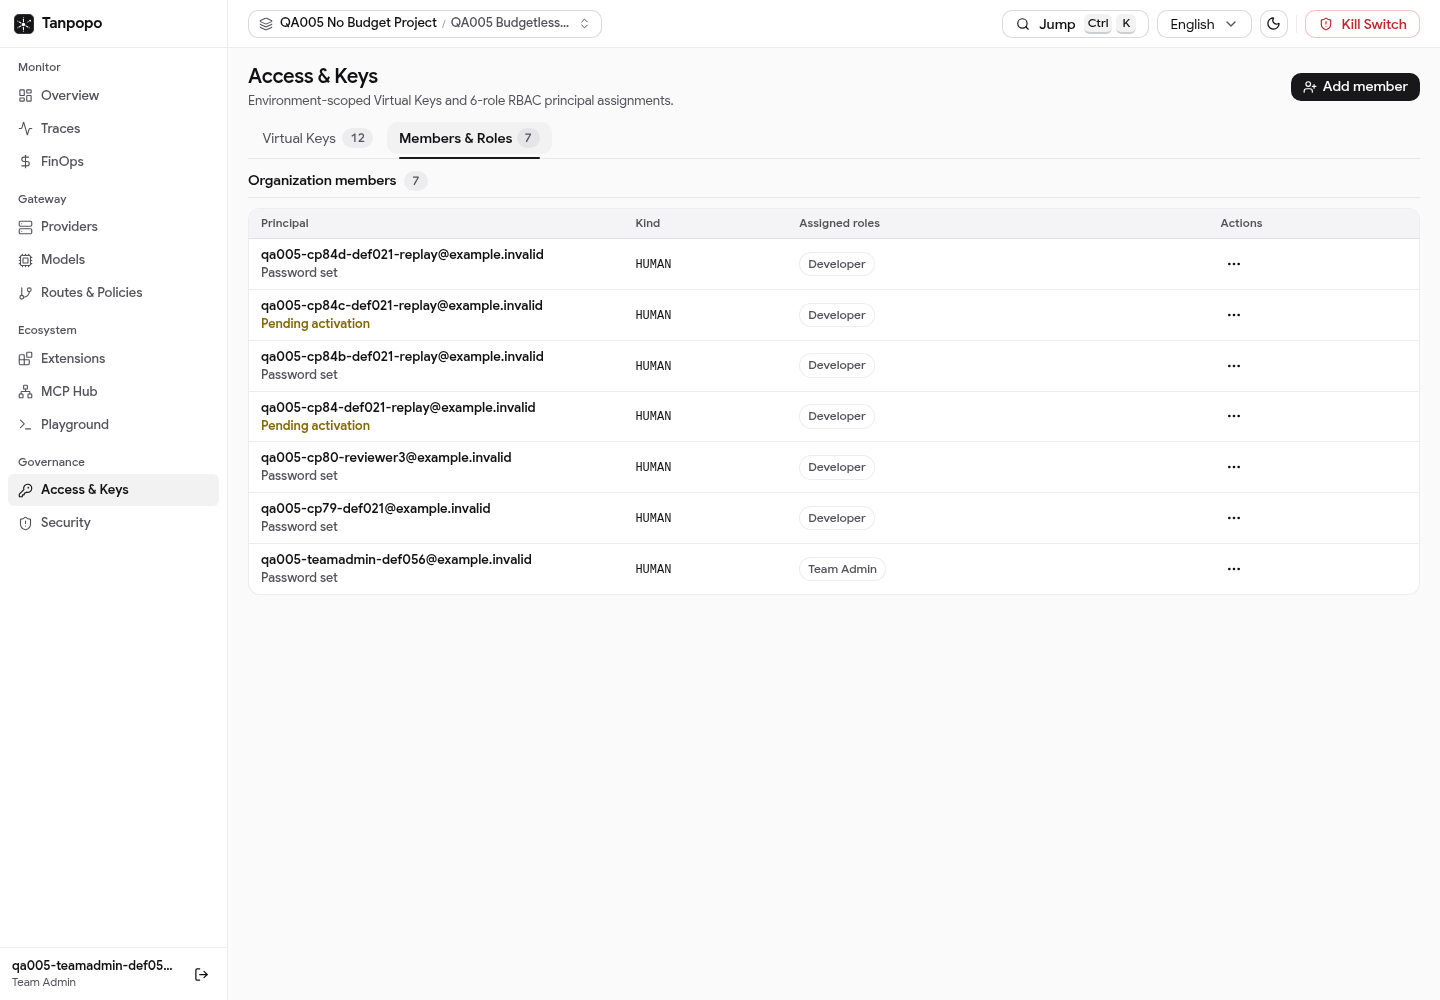 Tanpopo
QA005 No Budget Project / QA005 Budgetless...
Jump Ctrl K
English
Kill Switch
Monitor
Overview
Traces
FinOps
Gateway
Providers
Models
Routes & Policies
Ecosystem
Extensions
MCP Hub
Playground
Governance
Access & Keys
Security
Access & Keys
Environment-scoped Virtual Keys and 6-role RBAC principal assignments.
Add member
Virtual Keys 12
Members & Roles 7
Organization members 7
Principal Kind Assigned roles Actions
qa005-cp84d-def021-replay@example.invalid
Password set
HUMAN
Developer
qa005-cp84c-def021-replay@example.invalid
Pending activation
HUMAN
Developer
qa005-cp84b-def021-replay@example.invalid
Password set
HUMAN
Developer
qa005-cp84-def021-replay@example.invalid
Pending activation
HUMAN
Developer
qa005-cp80-reviewer3@example.invalid
Password set
HUMAN
Developer
qa005-cp79-def021@example.invalid
Password set
HUMAN
Developer
qa005-teamadmin-def056@example.invalid
Password set
HUMAN
Team Admin
qa005-teamadmin-def05...
Team Admin